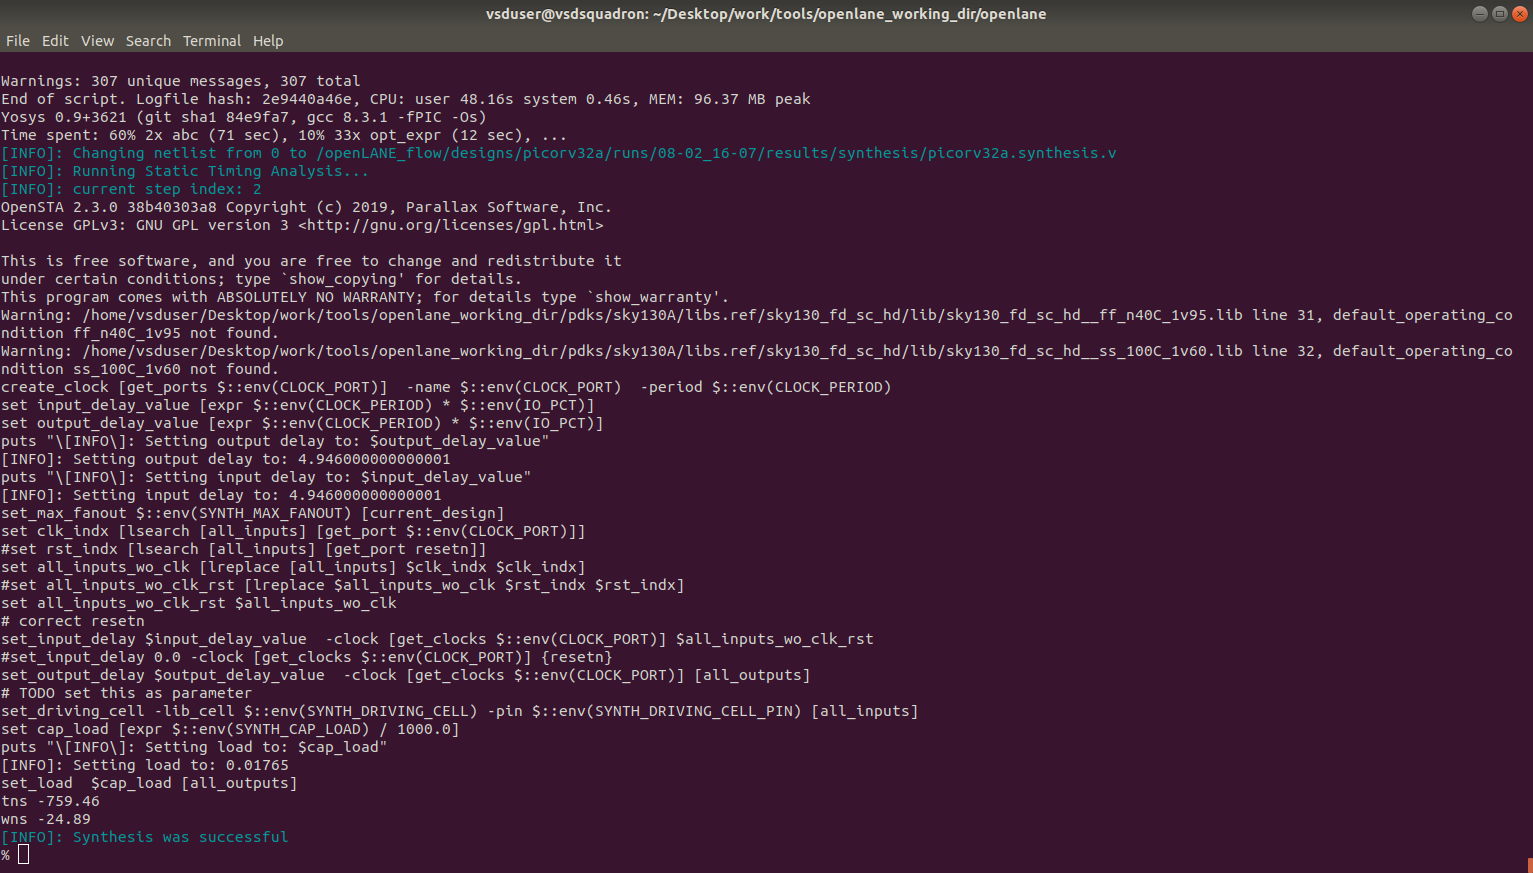 vsduser@vsdsquadron: ~/Desktop/work/tools/openlane_working_dir/openlane
File Edit View Search Terminal Help
Warnings: 307 unique messages, 307 total
End of script. Logfile hash: 2e9440a46e, CPU: user 48.16s system 0.46s, MEM: 96.37 MB peak
Yosys 0.9+3621 (git sha1 84e9fa7, gcc 8.3.1 -fPIC -Os)
Time spent: 60% 2x abc (71 sec), 10% 33x opt_expr (12 sec), ...
[INFO]: Changing netlist from 0 to /openLANE_flow/designs/picorv32a/runs/08-02_16-07/results/synthesis/picorv32a.synthesis.v
[INFO]: Running Static Timing Analysis...
[INFO]: current step index: 2
OpenSTA 2.3.0 38b40303a8 Copyright (c) 2019, Parallax Software, Inc.
License GPLv3: GNU GPL version 3 <http://gnu.org/licenses/gpl.html>
This is free software, and you are free to change and redistribute it
under certain conditions; type `show_copying' for details.
This program comes with ABSOLUTELY NO WARRANTY; for details type `show_warranty'.
Warning: /home/vsduser/Desktop/work/tools/openlane_working_dir/pdks/sky130A/libs.ref/sky130_fd_sc_hd/lib/sky130_fd_sc_hd__ff_n40C_1v95.lib line 31, default_operating_co
ndition ff_n40C_1v95 not found.
Warning: /home/vsduser/Desktop/work/tools/openlane_working_dir/pdks/sky130A/libs.ref/sky130_fd_sc_hd/lib/sky130_fd_sc_hd__ss_100C_1v60.lib line 32, default_operating_co
ndition ss_100C_1v60 not found.
create_clock [get_ports $::env(CLOCK_PORT)]  -name $::env(CLOCK_PORT)  -period $::env(CLOCK_PERIOD)
set input_delay_value [expr $::env(CLOCK_PERIOD) * $::env(IO_PCT)]
set output_delay_value [expr $::env(CLOCK_PERIOD) * $::env(IO_PCT)]
puts "\[INFO\]: Setting output delay to: $output_delay_value"
[INFO]: Setting output delay to: 4.946000000000001
puts "\[INFO\]: Setting input delay to: $input_delay_value"
[INFO]: Setting input delay to: 4.946000000000001
set_max_fanout $::env(SYNTH_MAX_FANOUT) [current_design]
set clk_indx [lsearch [all_inputs] [get_port $::env(CLOCK_PORT)]]
#set rst_indx [lsearch [all_inputs] [get_port resetn]]
set all_inputs_wo_clk [lreplace [all_inputs] $clk_indx $clk_indx]
#set all_inputs_wo_clk_rst [lreplace $all_inputs_wo_clk $rst_indx $rst_indx]
set all_inputs_wo_clk_rst $all_inputs_wo_clk
# correct resetn
set_input_delay $input_delay_value  -clock [get_clocks $::env(CLOCK_PORT)] $all_inputs_wo_clk_rst
#set_input_delay 0.0 -clock [get_clocks $::env(CLOCK_PORT)] {resetn}
set_output_delay $output_delay_value  -clock [get_clocks $::env(CLOCK_PORT)] [all_outputs]
# TODO set this as parameter
set_driving_cell -lib_cell $::env(SYNTH_DRIVING_CELL) -pin $::env(SYNTH_DRIVING_CELL_PIN) [all_inputs]
set cap_load [expr $::env(SYNTH_CAP_LOAD) / 1000.0]
puts "\[INFO\]: Setting load to: $cap_load"
[INFO]: Setting load to: 0.01765
set_load  $cap_load [all_outputs]
tns -759.46
wns -24.89
[INFO]: Synthesis was successful
%